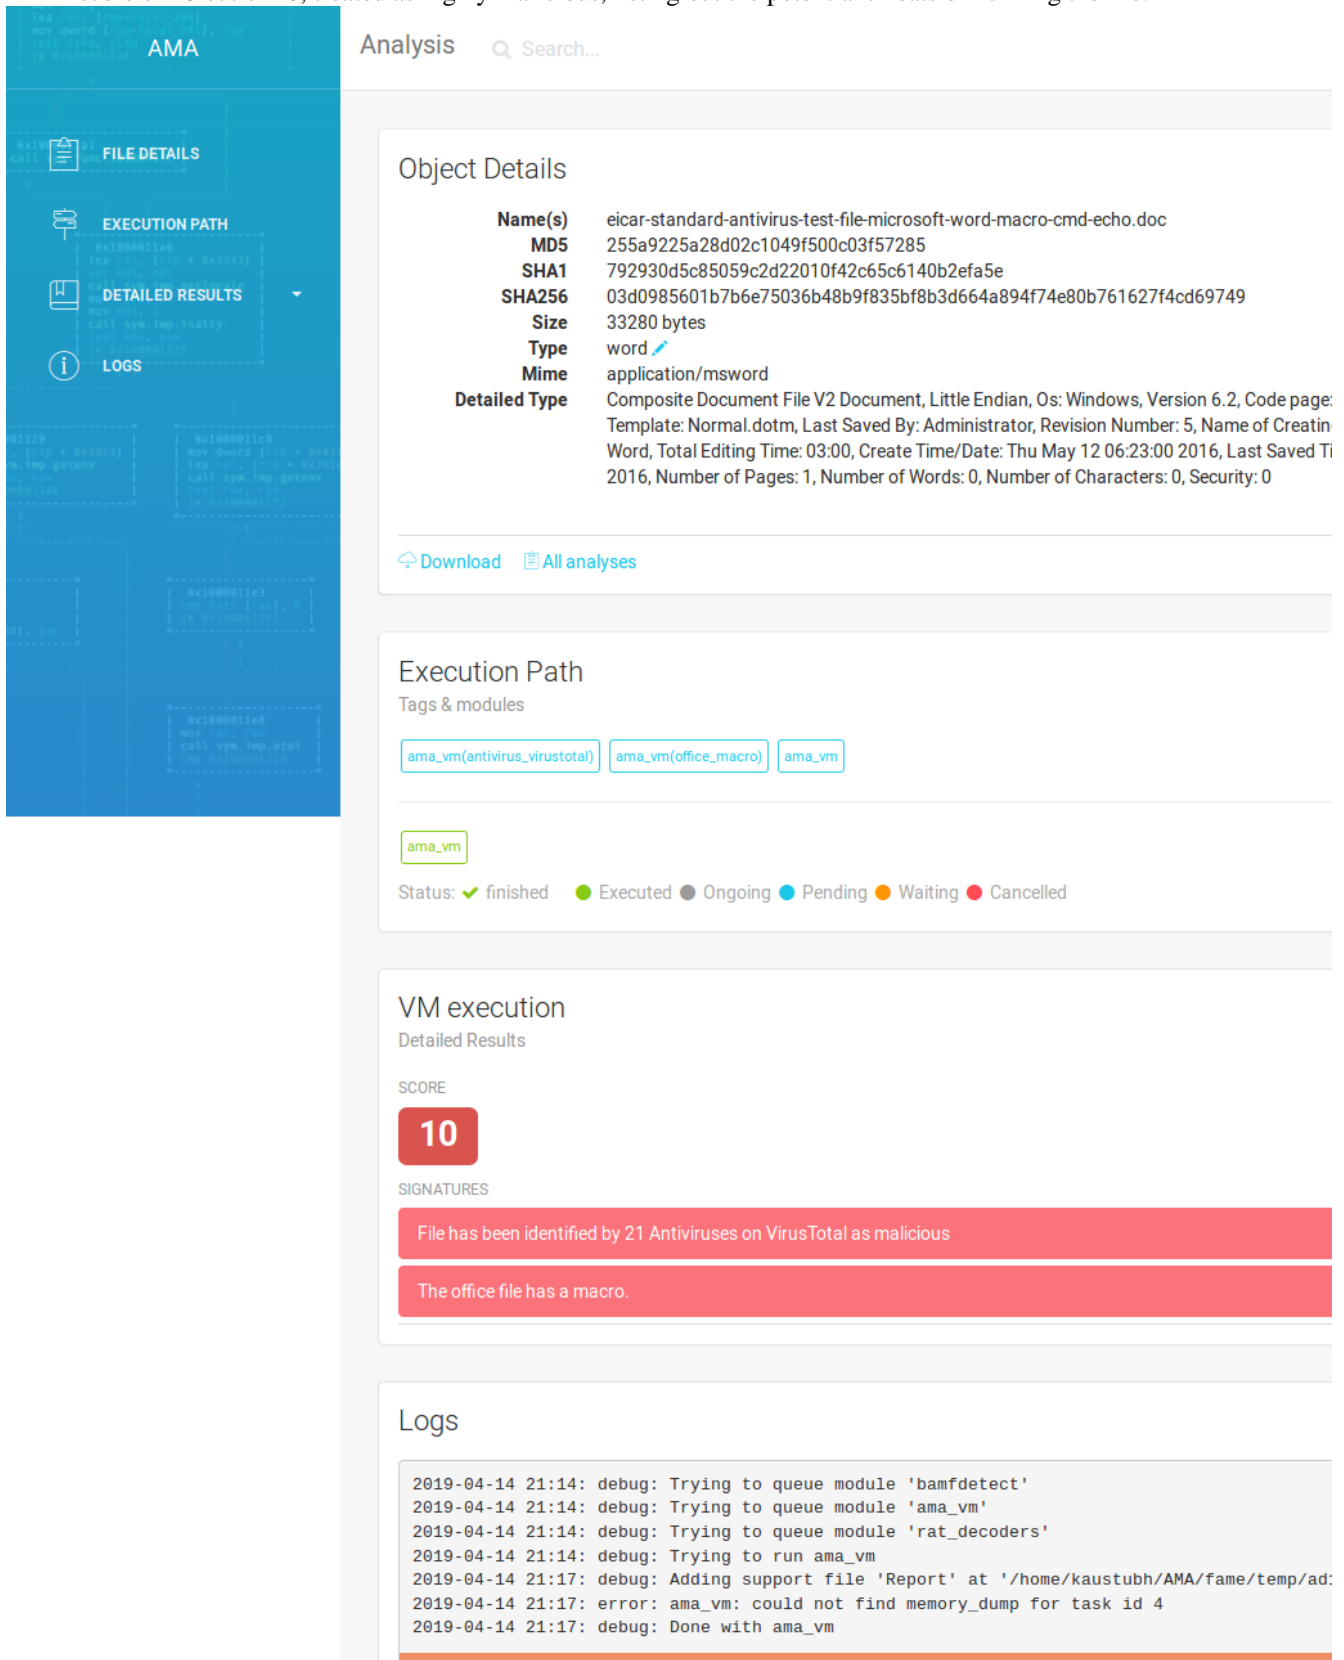 AMA
Analysis
Search...
FILE DETAILS
EXECUTION PATH
DETAILED RESULTS
LOGS
Object Details
Name(s) eicar-standard-antivirus-test-file-microsoft-word-macro-cmd-echo.doc
MD5 255a9225a28d02c1049f500c03f57285
SHA1 792930d5c85059c2d22010f42c65c6140b2efa5e
SHA256 03d0985601b7b6e75036b48b9f835bf8b3d664a894f74e80b761627f4cd69749
Size 33280 bytes
Type word
Mime application/msword
Detailed Type Composite Document File V2 Document, Little Endian, Os: Windows, Version 6.2, Code page:
Template: Normal.dotm, Last Saved By: Administrator, Revision Number: 5, Name of Creatin
Word, Total Editing Time: 03:00, Create Time/Date: Thu May 12 06:23:00 2016, Last Saved Ti
2016, Number of Pages: 1, Number of Words: 0, Number of Characters: 0, Security: 0
Download All analyses
Execution Path
Tags & modules
ama_vm(antivirus_virustotal) ama_vm(office_macro) ama_vm
ama_vm
Status: finished Executed Ongoing Pending Waiting Cancelled
VM execution
Detailed Results
SCORE
10
SIGNATURES
File has been identified by 21 Antiviruses on VirusTotal as malicious
The office file has a macro.
Logs
2019-04-14 21:14: debug: Trying to queue module 'bamfdetect'
2019-04-14 21:14: debug: Trying to queue module 'ama_vm'
2019-04-14 21:14: debug: Trying to queue module 'rat_decoders'
2019-04-14 21:14: debug: Trying to run ama_vm
2019-04-14 21:17: debug: Adding support file 'Report' at '/home/kaustubh/AMA/fame/temp/ad
2019-04-14 21:17: error: ama_vm: could not find memory_dump for task id 4
2019-04-14 21:17: debug: Done with ama_vm